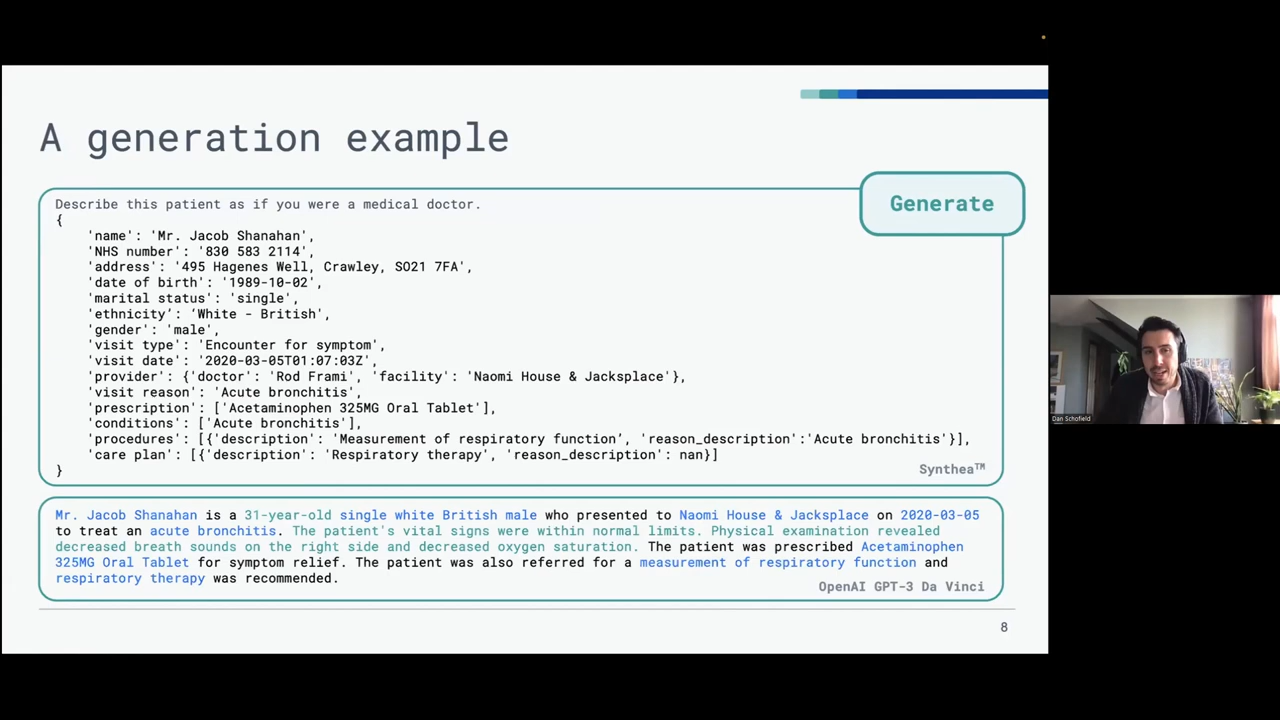 A generation example
Generate
Describe this patient as if you were a medical doctor.
{
'name': 'Mr. Jacob Shanahan',
'NHS number': '830 583 2114',
'address': '495 Hagenes Well, Crawley, SO21 7FA',
'date of birth': '1989-10-02',
'marital status': 'single',
'ethnicity’: ‘White - British',
'gender': 'male',
'visit type': 'Encounter for symptom',
'visit date': '2020-03-05T01:07:03Z',
'provider': {'doctor': 'Rod Frami', 'facility': 'Naomi House & Jacksplace'},
'visit reason': 'Acute bronchitis',
'prescription': ['Acetaminophen 325MG Oral Tablet'],
'conditions': ['Acute bronchitis'],
'procedures': [{'description': 'Measurement of respiratory function’, 'reason_description':'Acute bronchitis'}],
'care plan': [{'description': 'Respiratory therapy', 'reason_description': nan}]
}
Synthea™
Mr. Jacob Shanahan is a 31-year-old single white British male who presented to Naomi House & Jacksplace on 2020-03-05
to treat an acute bronchitis. The patient's vital signs were within normal limits. Physical examination revealed
decreased breath sounds on the right side and decreased oxygen saturation. The patient was prescribed Acetaminophen
325MG Oral Tablet for symptom relief. The patient was also referred for a measurement of respiratory function and
respiratory therapy was recommended.
OpenAI GPT-3 Da Vinci
8
Dan Schofield